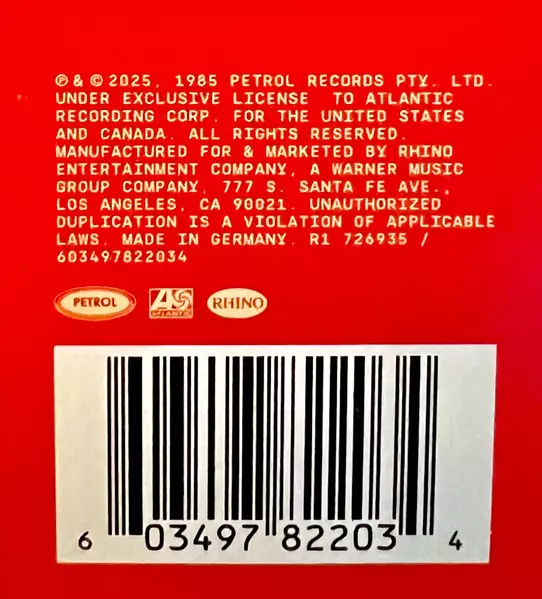 ℗ & © 2025, 1985 PETROL RECORDS PTY. LTD.
UNDER EXCLUSIVE LICENSE TO ATLANTIC
RECORDING CORP. FOR THE UNITED STATES
AND CANADA. ALL RIGHTS RESERVED.
MANUFACTURED FOR & MARKETED BY RHINO
ENTERTAINMENT COMPANY, A WARNER MUSIC
GROUP COMPANY, 777 S. SANTA FE AVE.,
LOS ANGELES, CA 90021. UNAUTHORIZED
DUPLICATION IS A VIOLATION OF APPLICABLE
LAWS. MADE IN GERMANY. R1 726935 /
603497822034
PETROL
ATLANTIC
RHINO
6 03497 82203 4